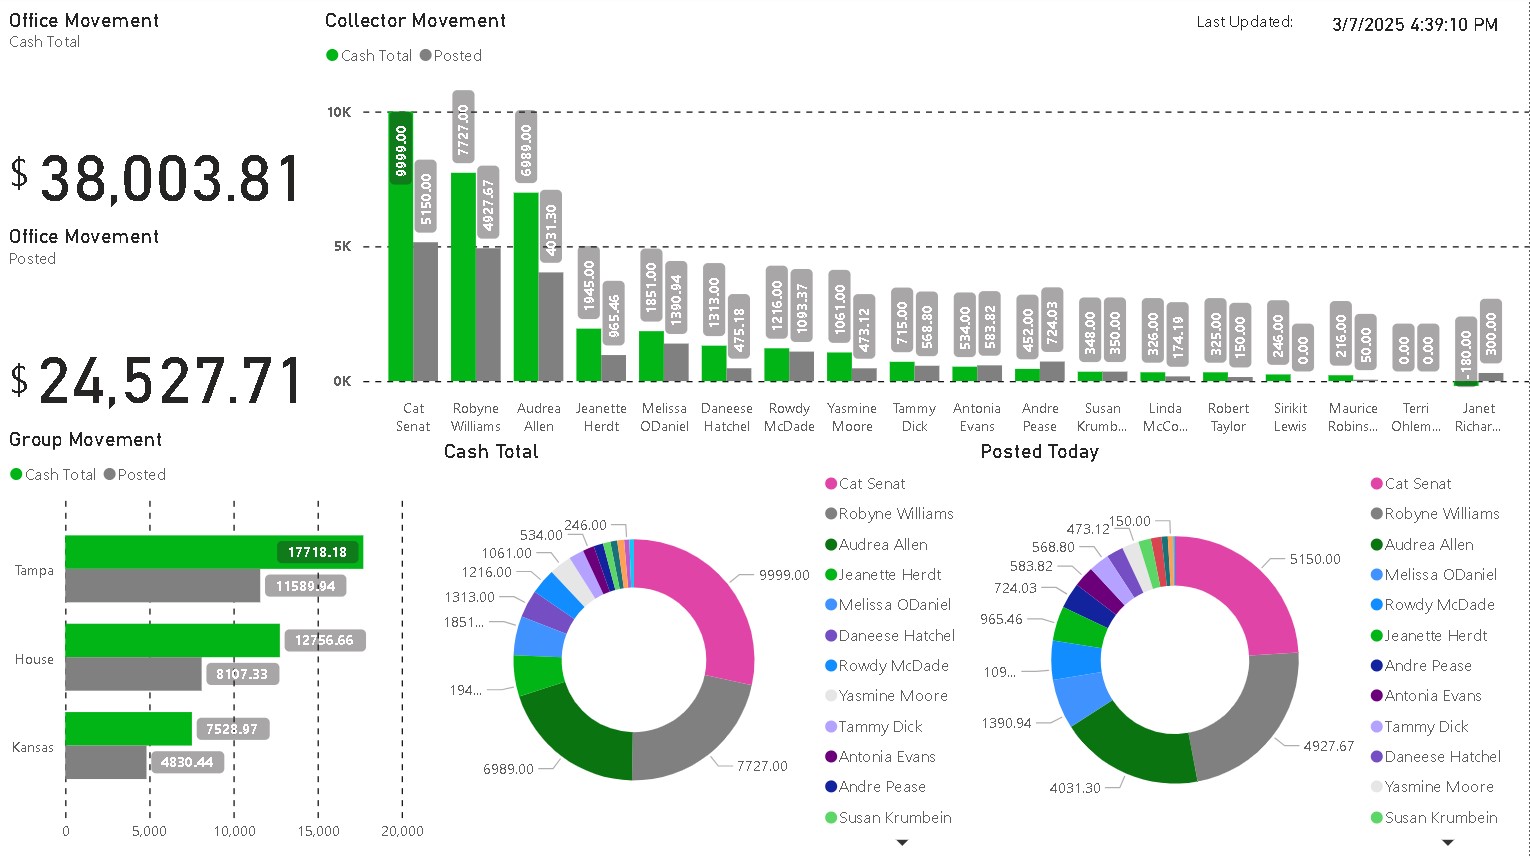 Office Movement
Cash Total
$ 38,003.81
Office Movement
Posted
$ 24,527.71
Collector Movement
Cash Total Posted
Last Updated: 3/7/2025 4:39:10 PM
10K
5K
0K
9999.00
5150.00
7727.00
4927.67
6989.00
4031.30
1945.00
965.46
1851.00
1390.94
1313.00
475.18
1216.00
1093.37
1061.00
473.12
715.00
568.80
534.00
583.82
452.00
724.03
348.00
350.00
326.00
174.19
325.00
150.00
246.00
0.00
216.00
50.00
0.00
0.00
-180.00
300.00
Cat
Senat
Robyne
Williams
Audrea
Allen
Jeanette
Herdt
Melissa
ODaniel
Daneese
Hatchel
Rowdy
McDade
Yasmine
Moore
Tammy
Dick
Antonia
Evans
Andre
Pease
Susan
Krumb...
Linda
McCo...
Robert
Taylor
Sirikit
Lewis
Maurice
Robins...
Terri
Ohlem...
Janet
Richar...
Group Movement
Cash Total Posted
Tampa
17718.18
11589.94
House
12756.66
8107.33
Kansas
7528.97
4830.44
0
5,000
10,000
15,000
20,000
Cash Total
246.00
534.00
1061.00
1216.00
1313.00
1851...
194...
6989.00
7727.00
9999.00
Cat Senat
Robyne Williams
Audrea Allen
Jeanette Herdt
Melissa ODaniel
Daneese Hatchel
Rowdy McDade
Yasmine Moore
Tammy Dick
Antonia Evans
Andre Pease
Susan Krumbein
Posted Today
150.00
473.12
568.80
583.82
724.03
965.46
109...
1390.94
4031.30
4927.67
5150.00
Cat Senat
Robyne Williams
Audrea Allen
Melissa ODaniel
Rowdy McDade
Jeanette Herdt
Andre Pease
Antonia Evans
Tammy Dick
Daneese Hatchel
Yasmine Moore
Susan Krumbein